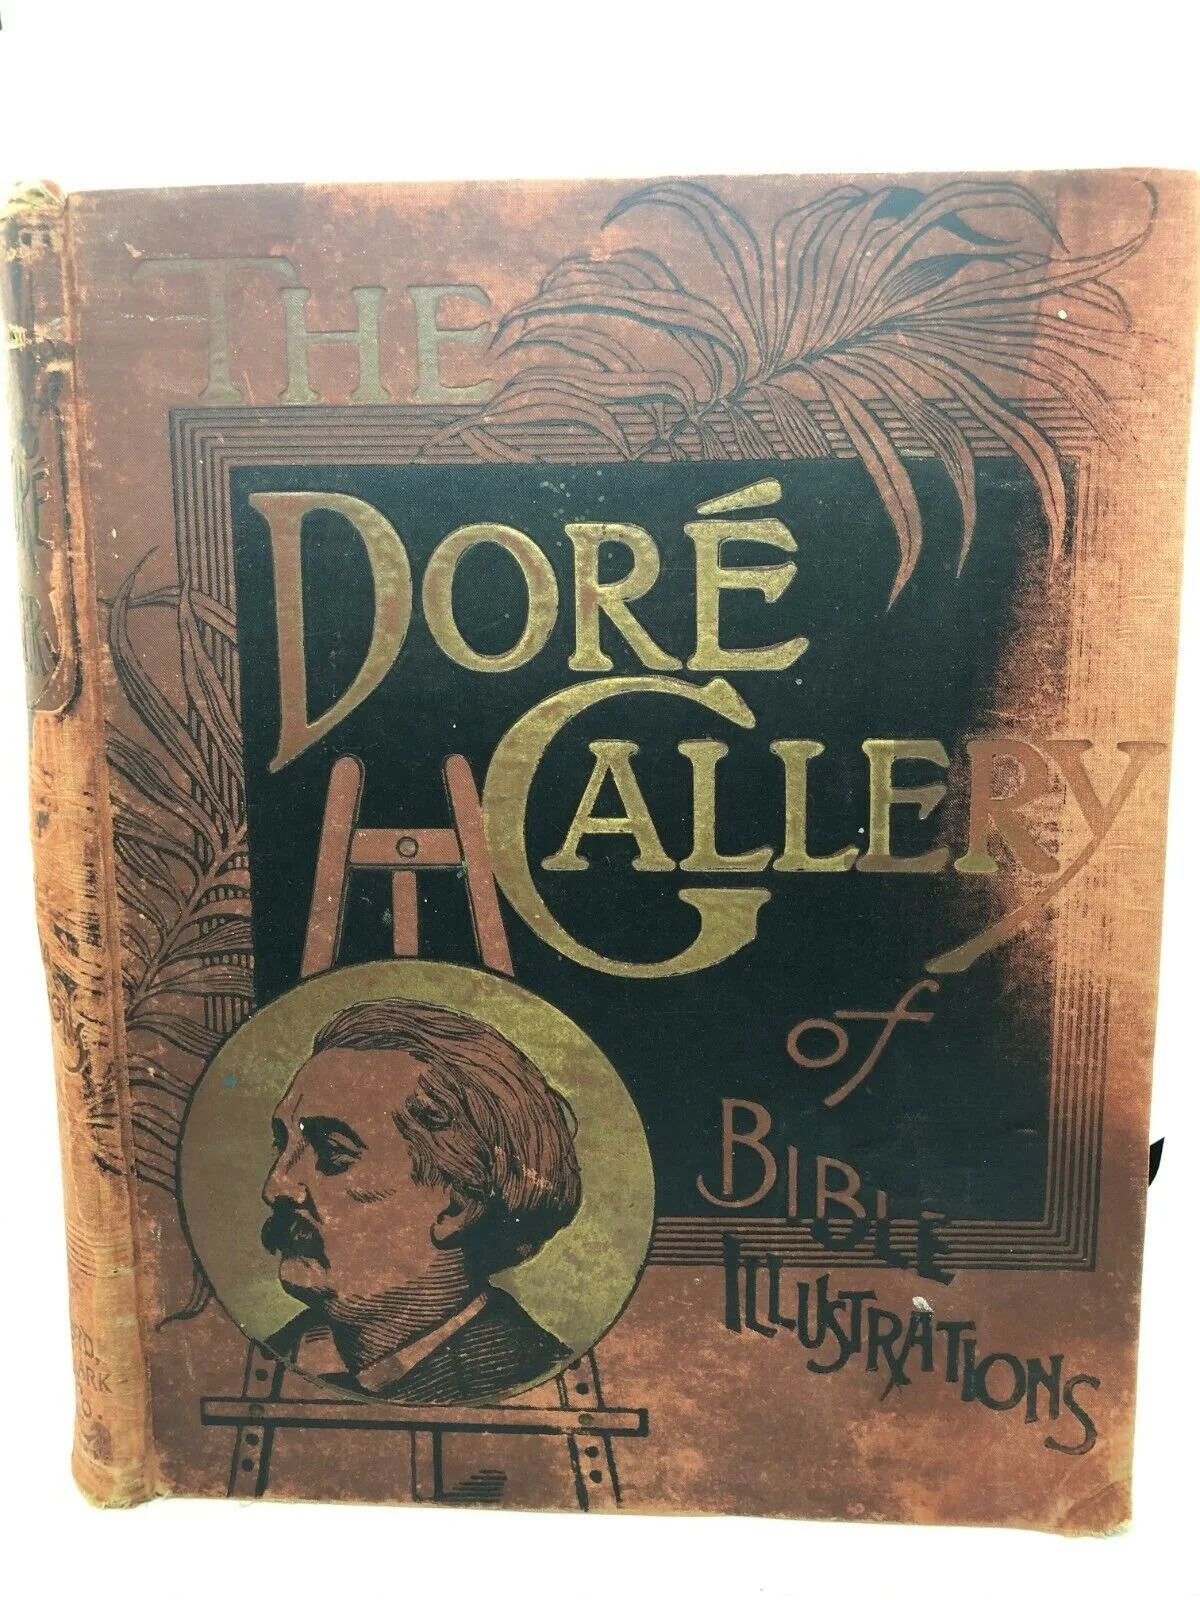 THE
DORÉ
GALLERY
of
BIBLE
ILLUSTRATIONS